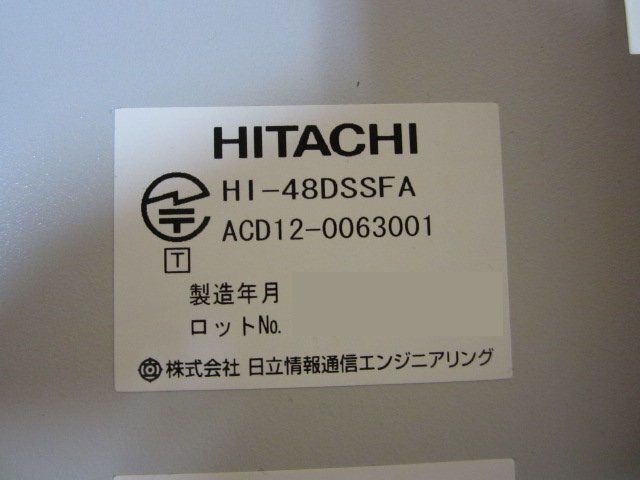 HITACHI
HI-48DSSFA
ACD12-0063001
T
製造年月
ロットNo.
株式会社 日立情報通信エンジニアリング